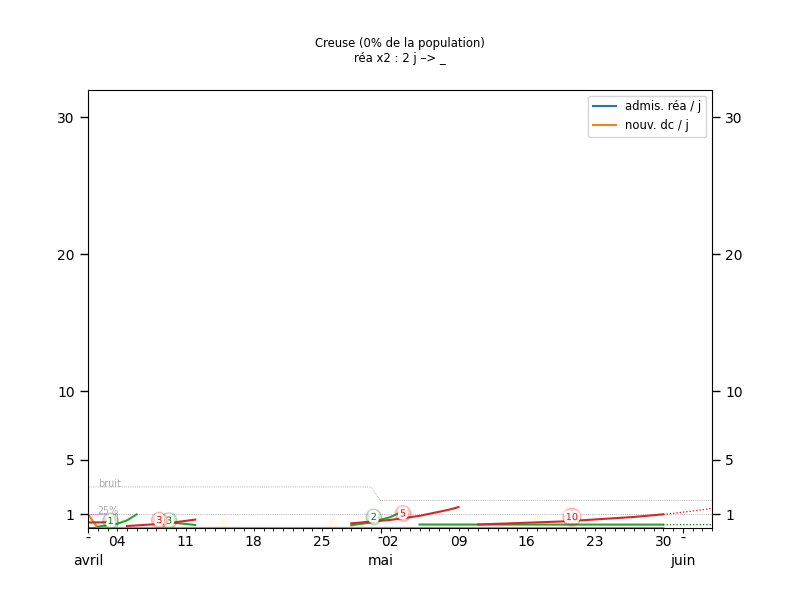 Creuse (0% de la population)
réa x2 : 2 j –> _
admis. réa / j
nouv. dc / j
30 30
20 20
10 10
5 5
1 1
bruit
25%
1 3 3 2 5 10
- 04 11 18 25 - 02 09 16 23 30 -
avril mai juin